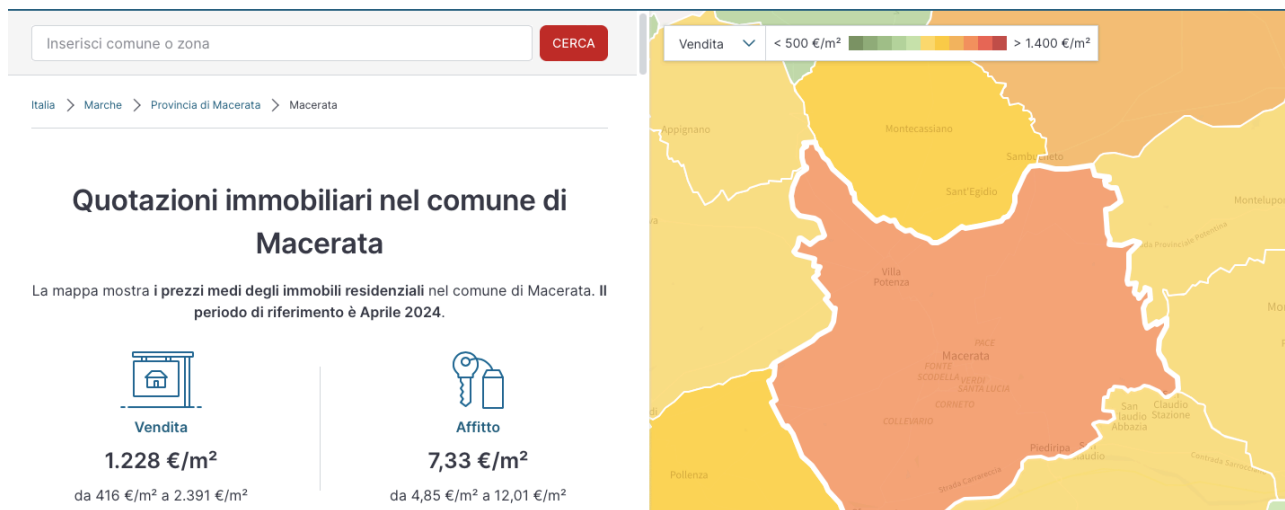 Inserisci comune o zona
CERCA
Italia > Marche > Provincia di Macerata > Macerata
Quotazioni immobiliari nel comune di
Macerata
La mappa mostra i prezzi medi degli immobili residenziali nel comune di Macerata. Il
periodo di riferimento è Aprile 2024.
Vendita
1.228 €/m²
da 416 €/m² a 2.391 €/m²
Affitto
7,33 €/m²
da 4,85 €/m² a 12,01 €/m²
Vendita
< 500 €/m²
> 1.400 €/m²
Appignano
Montecassiano
Sambucheto
Sant'Egidio
Montelupo
Provinciale Potentina
Villa
Potenza
PACE
Macerata
FONTE
SCODELLA
VERDI
SANTA LUCIA
CORNETO
COLLEVARIO
San
Claudio
Abbazia
Claudio
Stazione
Piediripa
Pollenza